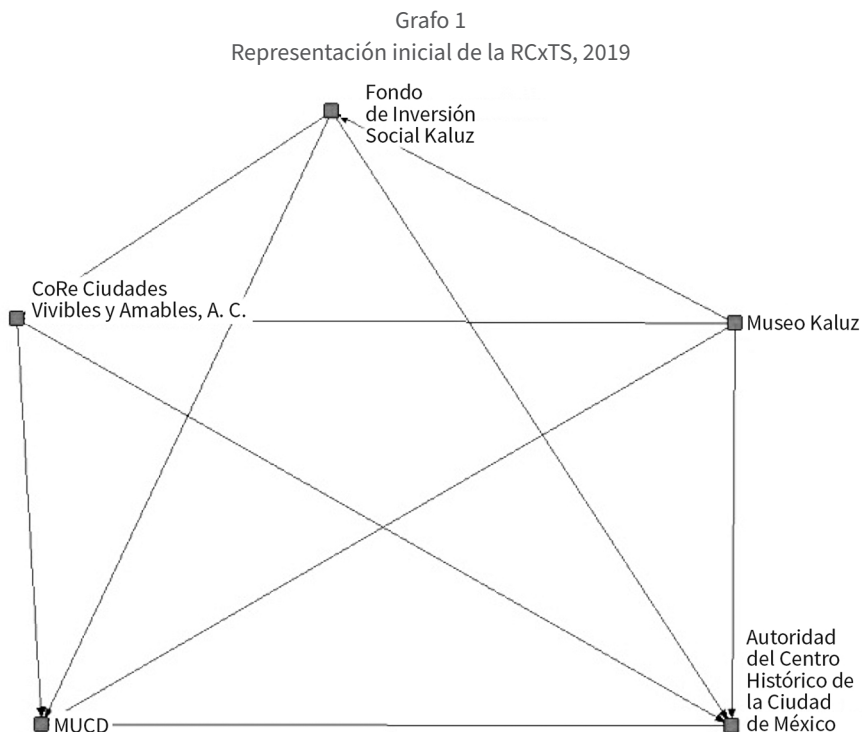 Grafo 1
Representación inicial de la RCxTS, 2019
Fondo
de Inversión
Social Kaluz
CoRe Ciudades
Vivibles y Amables, A. C.
Museo Kaluz
MUCD
Autoridad
del Centro
Histórico de
la Ciudad
de México